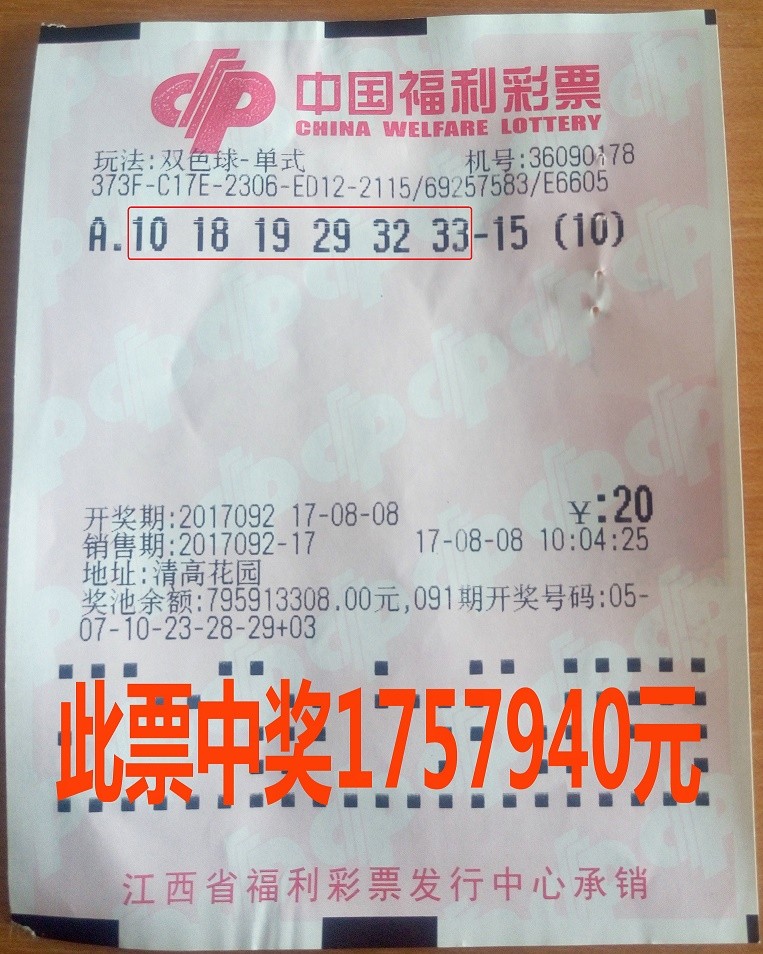 中国福利彩票
CHINA WELFARE LOTTERY
玩法:双色球-单式 机号:36090178
373F-C17E-2306-ED12-2115/69257583/E6605
A.10 18 19 29 32 33-15 (10)
开奖期:2017092 17-08-08 ¥:20
销售期:2017092-17 17-08-08 10:04:25
地址:清高花园
奖池余额:795913308.00元,091期开奖号码:05-
07-10-23-28-29+03
此票中奖1757940元
江西省福利彩票发行中心承销